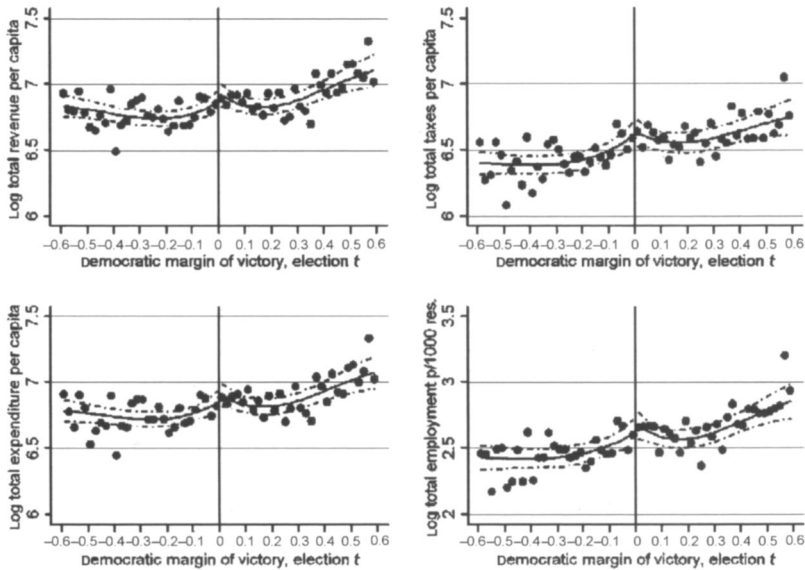 Log total revenue per capita
7.5
7
6.5
6
−0.6−0.5−0.4−0.3−0.2−0.1 0 0.1 0.2 0.3 0.4 0.5 0.6
Democratic margin of victory, election t
Log total taxes per capita
7.5
7
6.5
6
−0.6−0.5−0.4−0.3−0.2−0.1 0 0.1 0.2 0.3 0.4 0.5 0.6
Democratic margin of victory, election t
Log total expenditure per capita
7.5
7
6.5
6
−0.6−0.5−0.4−0.3−0.2−0.1 0 0.1 0.2 0.3 0.4 0.5 0.6
Democratic margin of victory, election t
Log total employment p/1000 res.
3.5
3
2.5
2
−0.6−0.5−0.4−0.3−0.2−0.1 0 0.1 0.2 0.3 0.4 0.5 0.6
Democratic margin of victory, election t